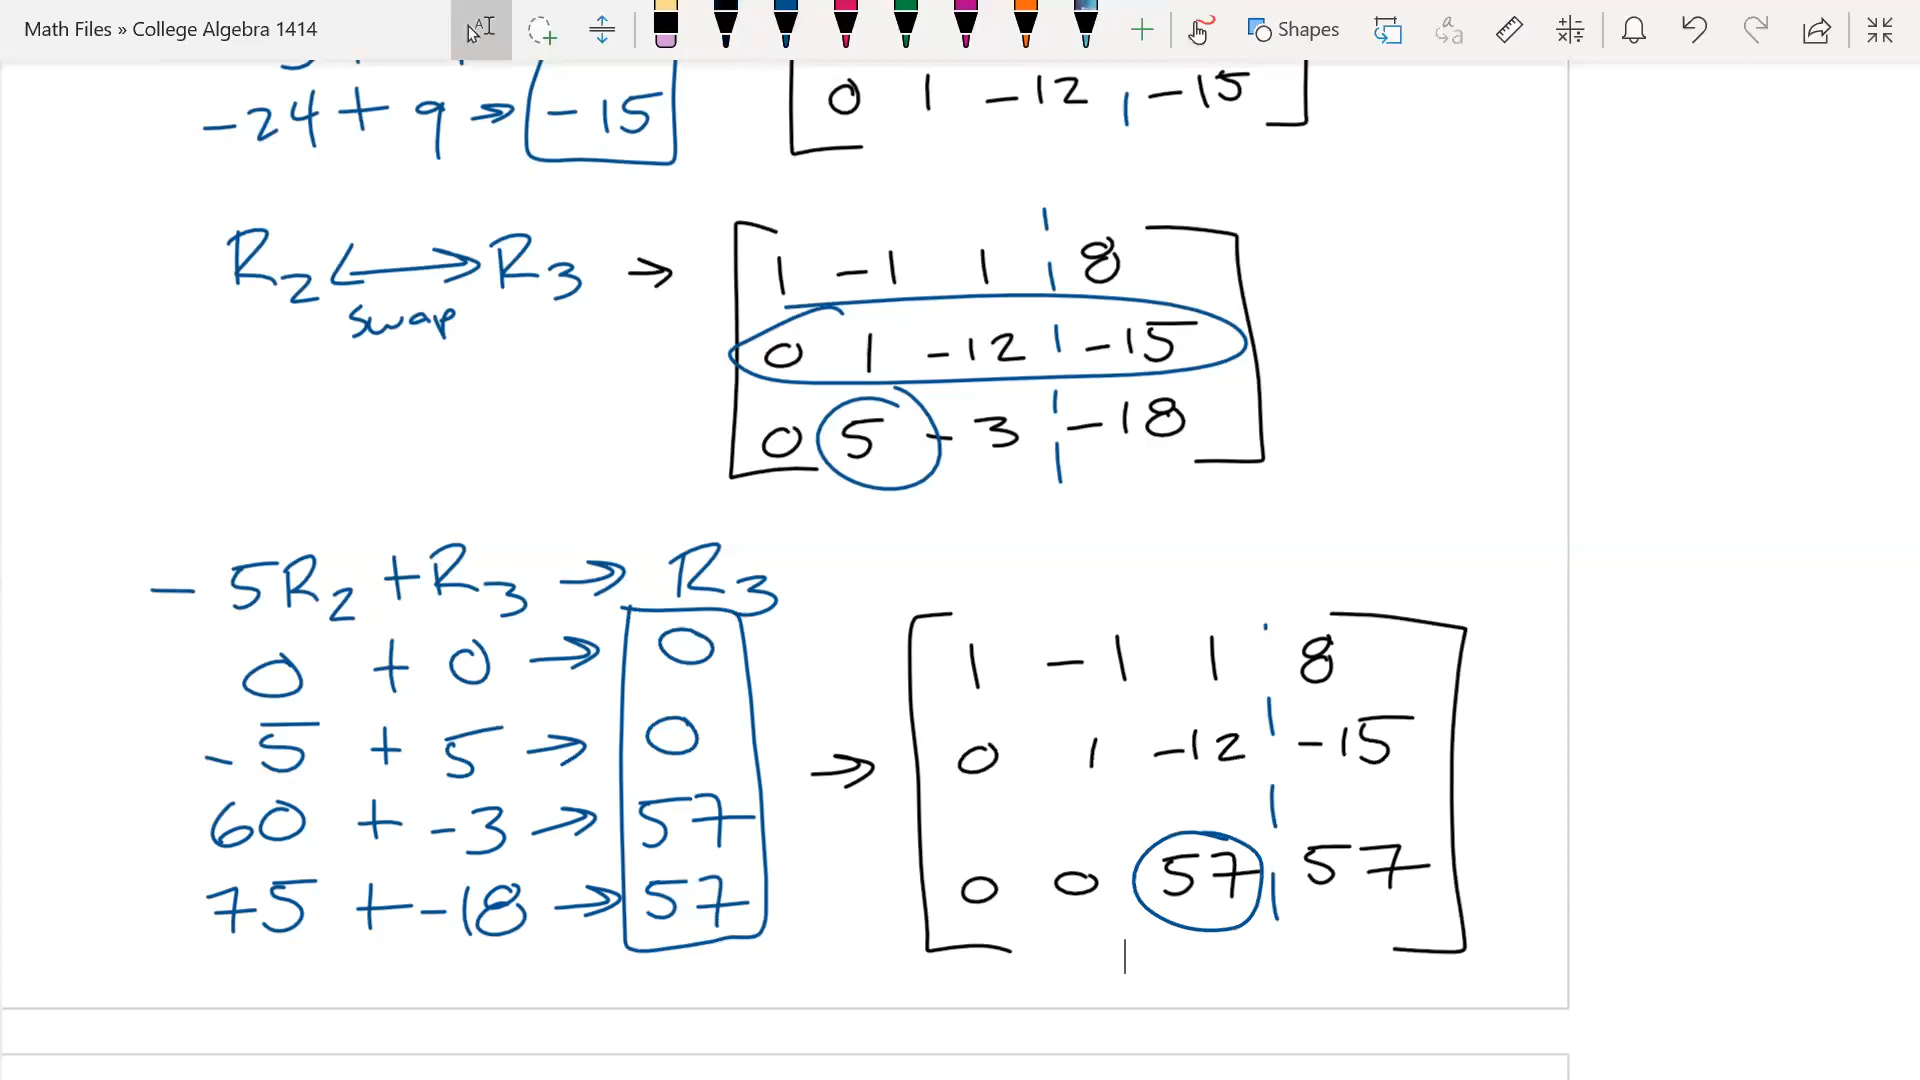 Math Files » College Algebra 1414
Shapes
-24 + 9 → -15
0 1 -12 | -15
R2 ↔ R3 →
swap
1 -1 1 | 8
0 1 -12 | -15
0 5 -3 | -18
-5R2 + R3 → R3
0 + 0 → 0
-5 + 5 → 0
60 + -3 → 57
75 + -18 → 57
→
1 -1 1 | 8
0 1 -12 | -15
0 0 57 | 57